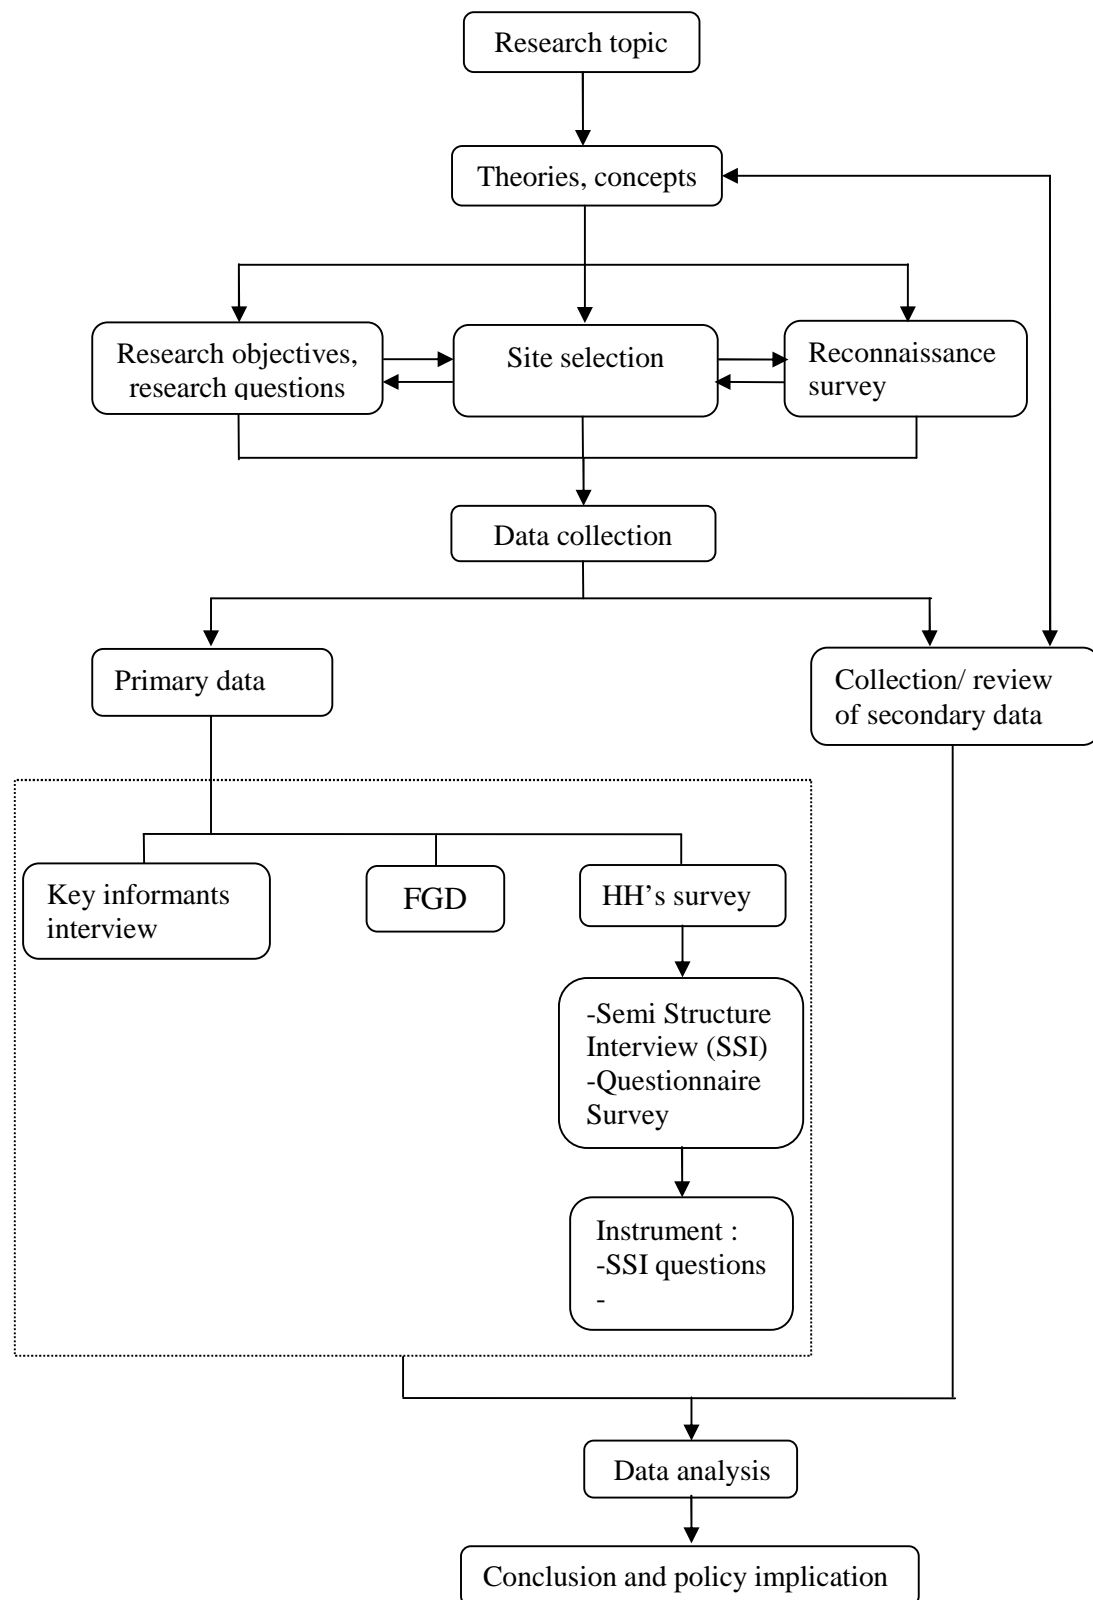 Research topic
Theories, concepts
Research objectives,
research questions
Site selection
Reconnaissance
survey
Data collection
Primary data
Collection/ review
of secondary data
Key informants
interview
FGD
HH's survey
-Semi Structure
Interview (SSI)
-Questionnaire
Survey
Instrument :
-SSI questions
-
Data analysis
Conclusion and policy implication